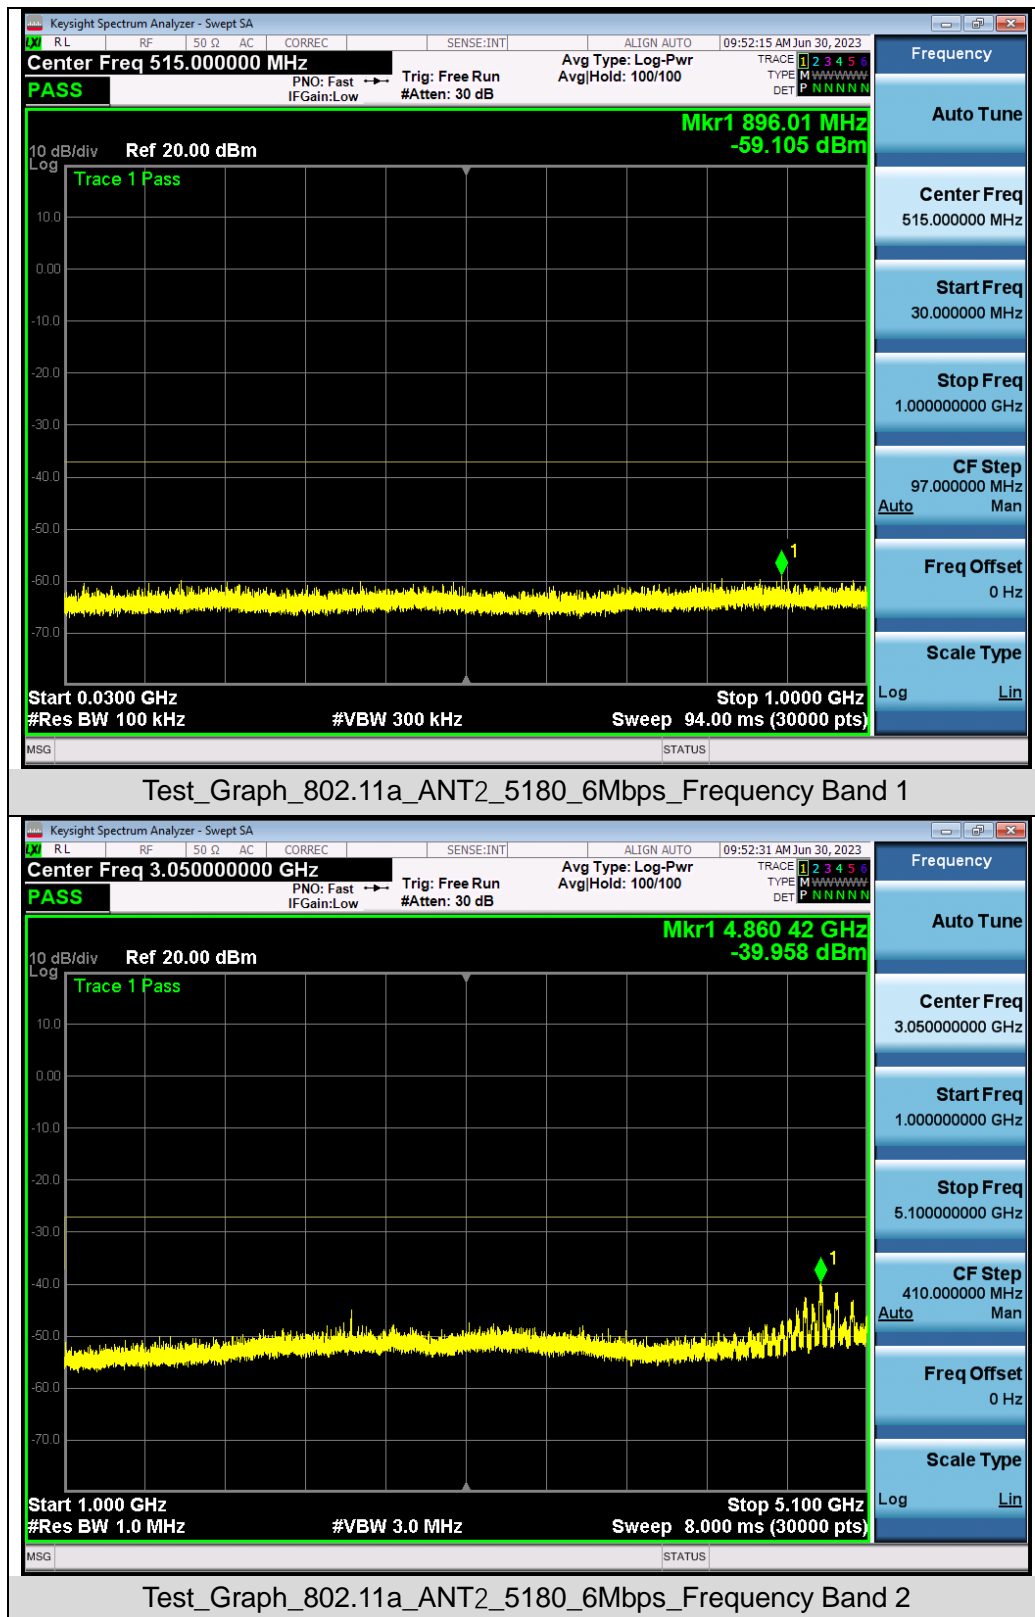 Keysight Spectrum Analyzer - Swept SA
LXI RL RF 50 Ω AC CORREC SENSE:INT ALIGN AUTO 09:52:15 AM Jun 30, 2023
Center Freq 515.000000 MHz
PASS
PNO: Fast
IFGain:Low
Trig: Free Run
#Atten: 30 dB
Avg Type: Log-Pwr
Avg|Hold: 100/100
TRACE 1 2 3 4 5 6
TYPE M WWWWW
DET P N N N N N
Mkr1 896.01 MHz
-59.105 dBm
10 dB/div Ref 20.00 dBm
Log
Trace 1 Pass
10.0
0.00
-10.0
-20.0
-30.0
-40.0
-50.0
1
-60.0
-70.0
Start 0.0300 GHz Stop 1.0000 GHz
#Res BW 100 kHz #VBW 300 kHz Sweep 94.00 ms (30000 pts)
MSG STATUS
Frequency
Auto Tune
Center Freq
515.000000 MHz
Start Freq
30.000000 MHz
Stop Freq
1.000000000 GHz
CF Step
97.000000 MHz
Auto Man
Freq Offset
0 Hz
Scale Type
Log Lin
Test_Graph_802.11a_ANT2_5180_6Mbps_Frequency Band 1
Keysight Spectrum Analyzer - Swept SA
LXI RL RF 50 Ω AC CORREC SENSE:INT ALIGN AUTO 09:52:31 AM Jun 30, 2023
Center Freq 3.050000000 GHz
PASS
PNO: Fast
IFGain:Low
Trig: Free Run
#Atten: 30 dB
Avg Type: Log-Pwr
Avg|Hold: 100/100
TRACE 1 2 3 4 5 6
TYPE M WWWWW
DET P N N N N N
Mkr1 4.860 42 GHz
-39.958 dBm
10 dB/div Ref 20.00 dBm
Log
Trace 1 Pass
10.0
0.00
-10.0
-20.0
-30.0
1
-40.0
-50.0
-60.0
-70.0
Start 1.000 GHz Stop 5.100 GHz
#Res BW 1.0 MHz #VBW 3.0 MHz Sweep 8.000 ms (30000 pts)
MSG STATUS
Frequency
Auto Tune
Center Freq
3.050000000 GHz
Start Freq
1.000000000 GHz
Stop Freq
5.100000000 GHz
CF Step
410.000000 MHz
Auto Man
Freq Offset
0 Hz
Scale Type
Log Lin
Test_Graph_802.11a_ANT2_5180_6Mbps_Frequency Band 2